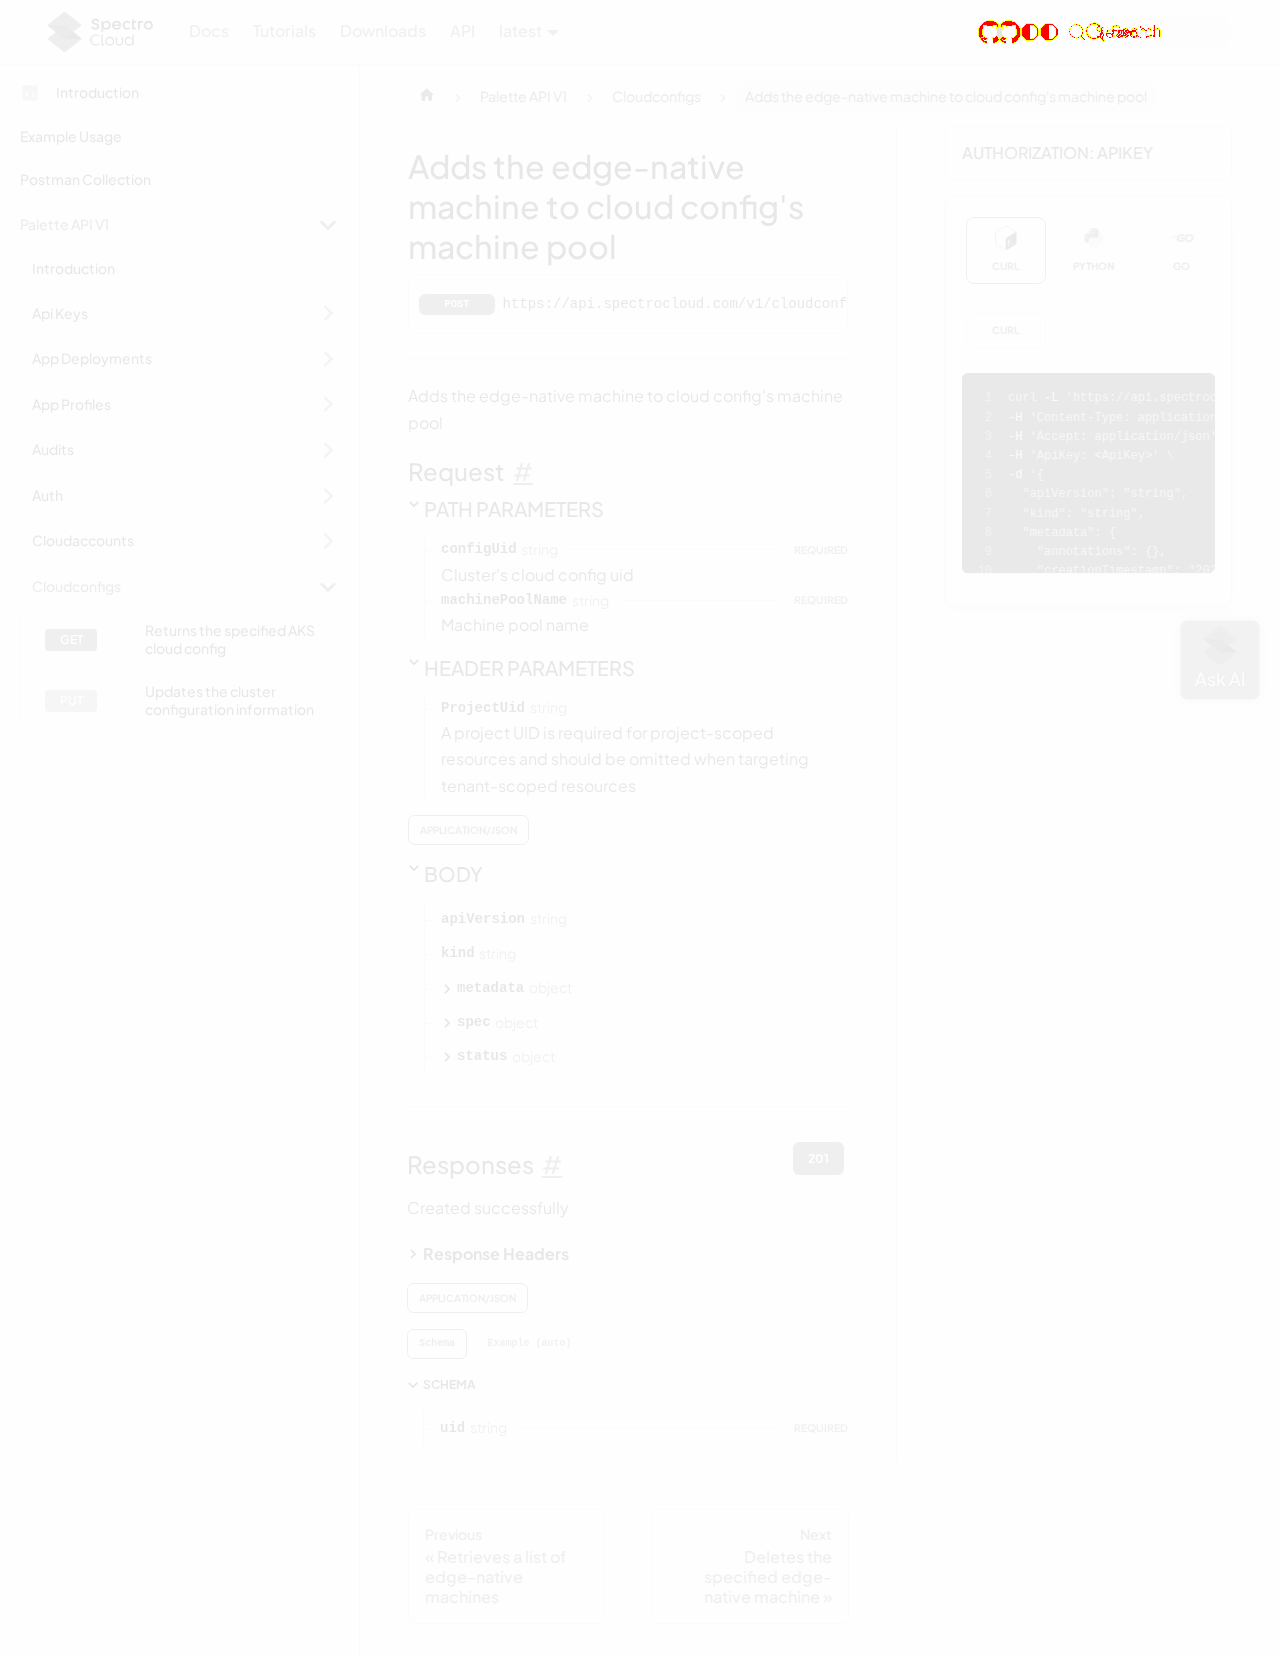 Spectro Cloud
Docs
Tutorials
Downloads
API
latest
Search
Introduction
Example Usage
Postman Collection
Palette API V1
Introduction
Api Keys
App Deployments
App Profiles
Audits
Auth
Cloudaccounts
Cloudconfigs
GET Returns the specified AKS
cloud config
PUT Updates the cluster
configuration information
Palette API V1
Cloudconfigs
Adds the edge-native machine to cloud config's machine pool
Adds the edge-native
machine to cloud config's
machine pool
POST https://api.spectrocloud.com/v1/cloudconf
Adds the edge-native machine to cloud config's machine
pool
Request #
PATH PARAMETERS
configUid string REQUIRED
Cluster's cloud config uid
machinePoolName string REQUIRED
Machine pool name
HEADER PARAMETERS
ProjectUid string
A project UID is required for project-scoped
resources and should be omitted when targeting
tenant-scoped resources
APPLICATION/JSON
BODY
apiVersion string
kind string
metadata object
spec object
status object
Responses #
201
Created successfully
Response Headers
APPLICATION/JSON
Schema Example (auto)
SCHEMA
uid string REQUIRED
Previous
« Retrieves a list of
edge-native
machines
Next
Deletes the
specified edge-
native machine »
AUTHORIZATION: APIKEY
CURL PYTHON GO
CURL
1 curl -L 'https://api.spectroc
2 -H 'Content-Type: application
3 -H 'Accept: application/json'
4 -H 'ApiKey: <ApiKey>' \
5 -d '{
6 "apiVersion": "string",
7 "kind": "string",
8 "metadata": {
9 "annotations": {},
10 "creationTimestamp": "202
Ask AI